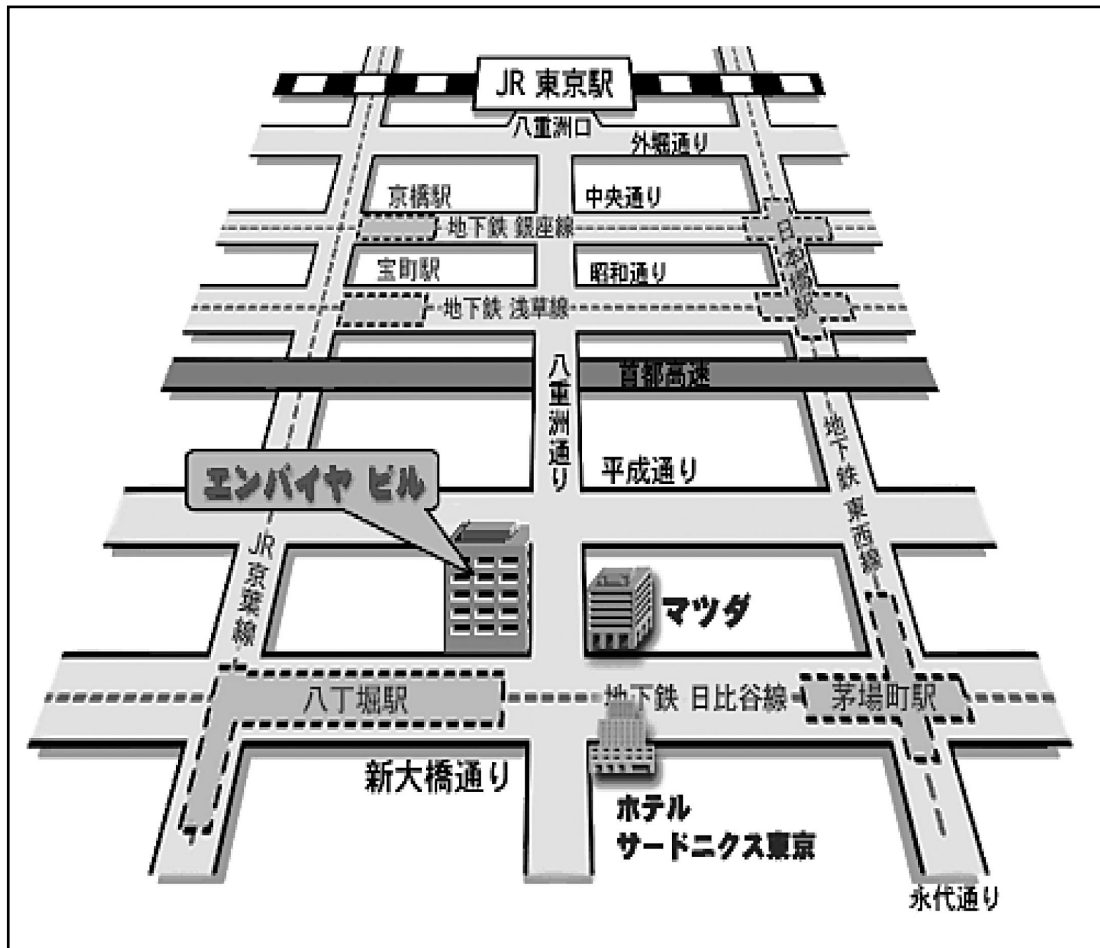 JR 東京駅
八重洲口
外堀通り
京橋駅
中央通り
地下鉄 銀座線
日本橋駅
宝町駅
昭和通り
地下鉄 浅草線
首都高速
八重洲通り
平成通り
地下鉄 東西線
エンパイヤ ビル
JR 京葉線
マツダ
八丁堀駅
地下鉄 日比谷線
茅場町駅
新大橋通り
ホテル
サードニクス東京
永代通り